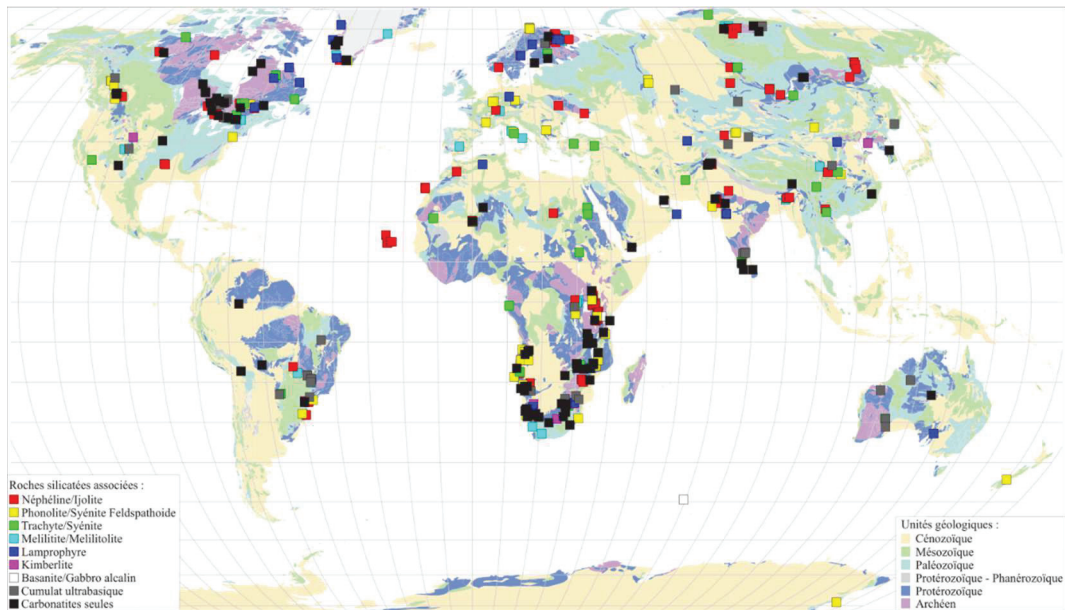 Roches silicatées associées :
Néphéline/Ijolite
Phonolite/Syénite Feldspathoide
Trachyte/Syénite
Melilitite/Melilitolite
Lamprophyre
Kimberlite
Basanite/Gabbro alcalin
Cumulat ultrabasique
Carbonatites seules
Unités géologiques :
Cénozoïque
Mésozoïque
Paléozoïque
Protérozoïque - Phanérozoïque
Protérozoïque
Archéen